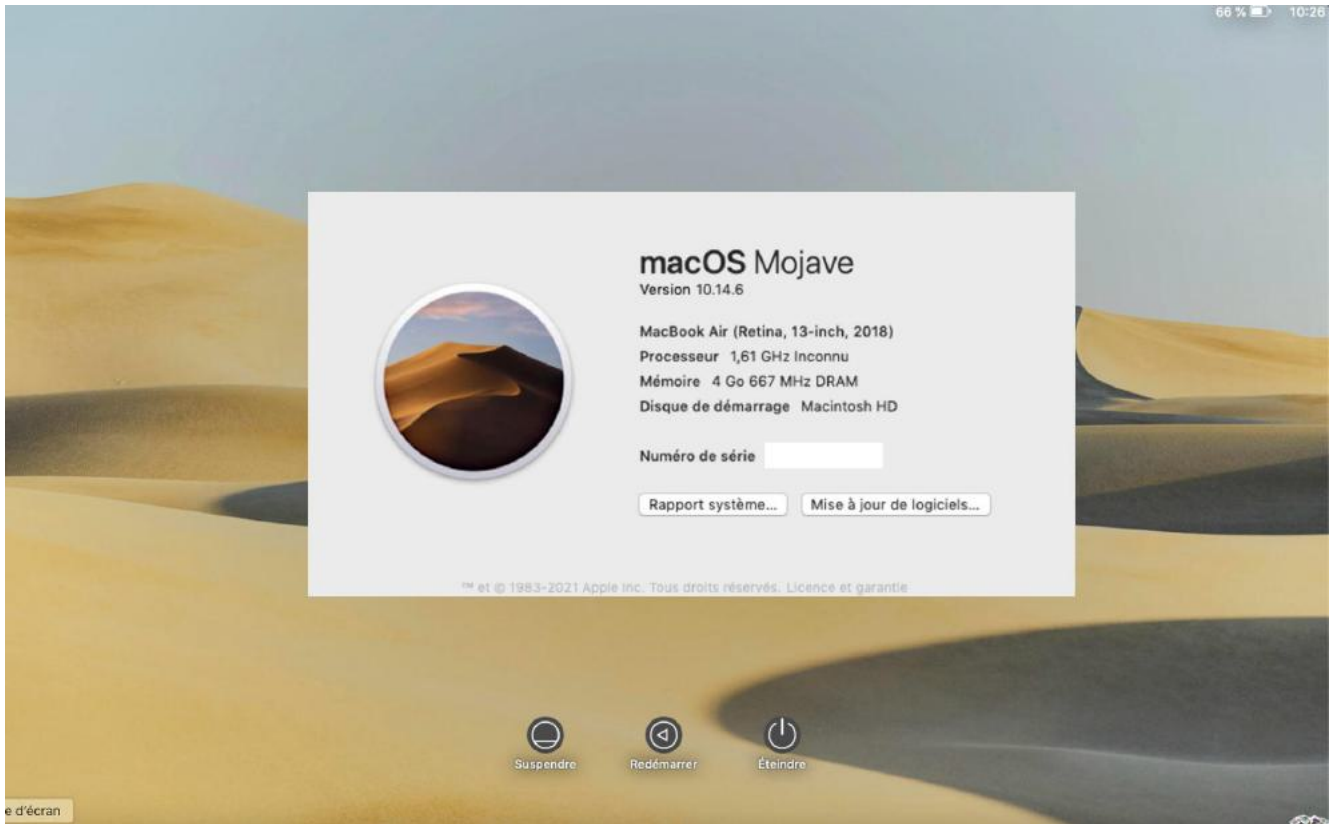 66 % 10:26
macOS Mojave
Version 10.14.6
MacBook Air (Retina, 13-inch, 2018)
Processeur 1,61 GHz Inconnu
Mémoire 4 Go 667 MHz DRAM
Disque de démarrage Macintosh HD
Numéro de série
Rapport système... Mise à jour de logiciels...
™ et © 1983-2021 Apple Inc. Tous droits réservés. Licence et garantie
Suspendre Redémarrer Éteindre
e d'écran